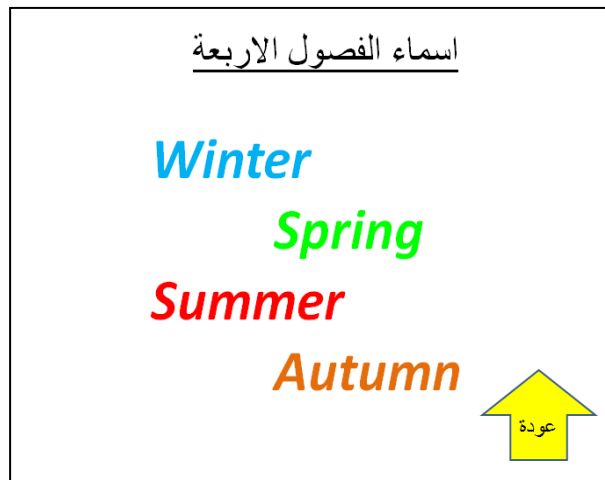 اسماء الفصول الاربعة
Winter
Spring
Summer
Autumn
عودة